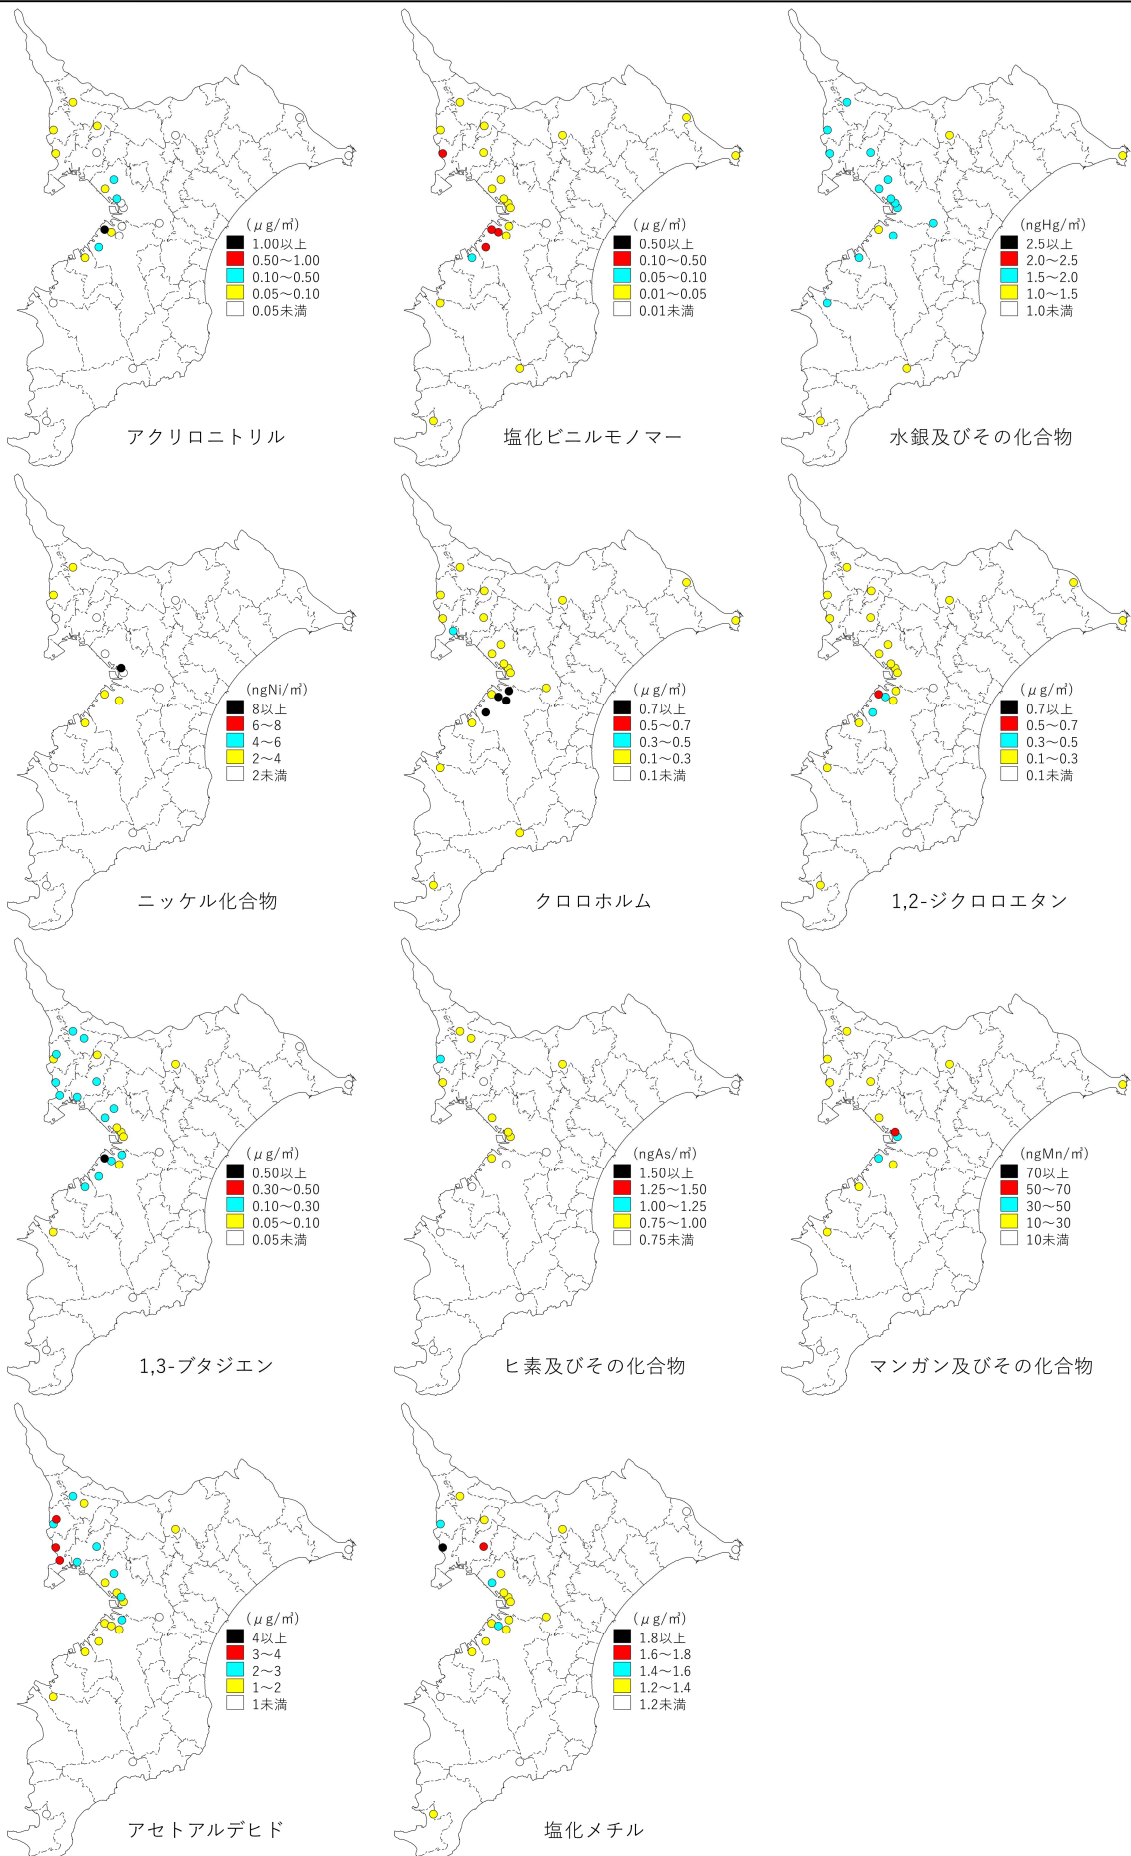 (μg/㎥)
1.00以上
0.50～1.00
0.10～0.50
0.05～0.10
0.05未満
アクリロニトリル
(μg/㎥)
0.50以上
0.10～0.50
0.05～0.10
0.01～0.05
0.01未満
塩化ビニルモノマー
(ngHg/㎥)
2.5以上
2.0～2.5
1.5～2.0
1.0～1.5
1.0未満
水銀及びその化合物
(ngNi/㎥)
8以上
6～8
4～6
2～4
2未満
ニッケル化合物
(μg/㎥)
0.7以上
0.5～0.7
0.3～0.5
0.1～0.3
0.1未満
クロロホルム
(μg/㎥)
0.7以上
0.5～0.7
0.3～0.5
0.1～0.3
0.1未満
1,2-ジクロロエタン
(μg/㎥)
0.50以上
0.30～0.50
0.10～0.30
0.05～0.10
0.05未満
1,3-ブタジエン
(ngAs/㎥)
1.50以上
1.25～1.50
1.00～1.25
0.75～1.00
0.75未満
ヒ素及びその化合物
(ngMn/㎥)
70以上
50～70
30～50
10～30
10未満
マンガン及びその化合物
(μg/㎥)
4以上
3～4
2～3
1～2
1未満
アセトアルデヒド
(μg/㎥)
1.8以上
1.6～1.8
1.4～1.6
1.2～1.4
1.2未満
塩化メチル